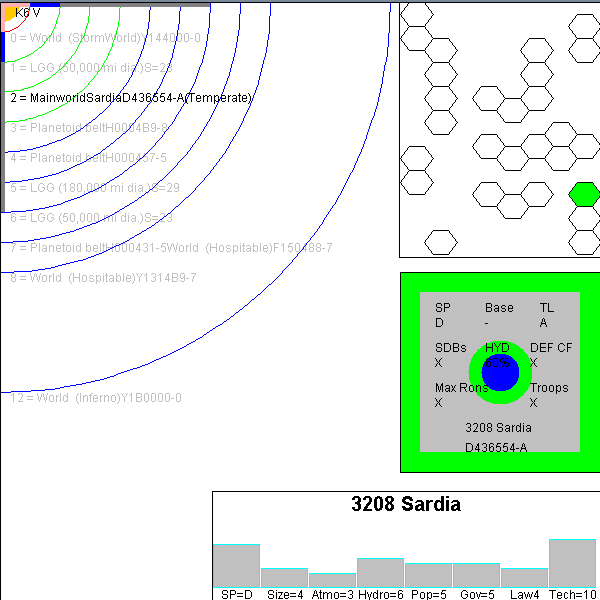 K6 V
0 = World  (StormWorld)Y144000-0
1 = LGG (50,000 mi dia.)S=23
2 = MainworldSardiaD436554-A(Temperate)
3 = Planetoid beltH0004B9-8
4 = Planetoid beltH000457-5
5 = LGG (180,000 mi dia.)S=29
6 = LGG (50,000 mi dia.)S=23
7 = Planetoid beltH000431-5World  (Hospitable)F150488-7
8 = World  (Hospitable)Y1314B9-7
12 = World  (Inferno)Y1B0000-0
SP Base TL
D - A
SDBs HYD DEF CF
X 60% X
Max Rons Troops
X X
3208 Sardia
D436554-A
3208 Sardia
SP=D Size=4 Atmo=3 Hydro=6 Pop=5 Gov=5 Law4 Tech=10